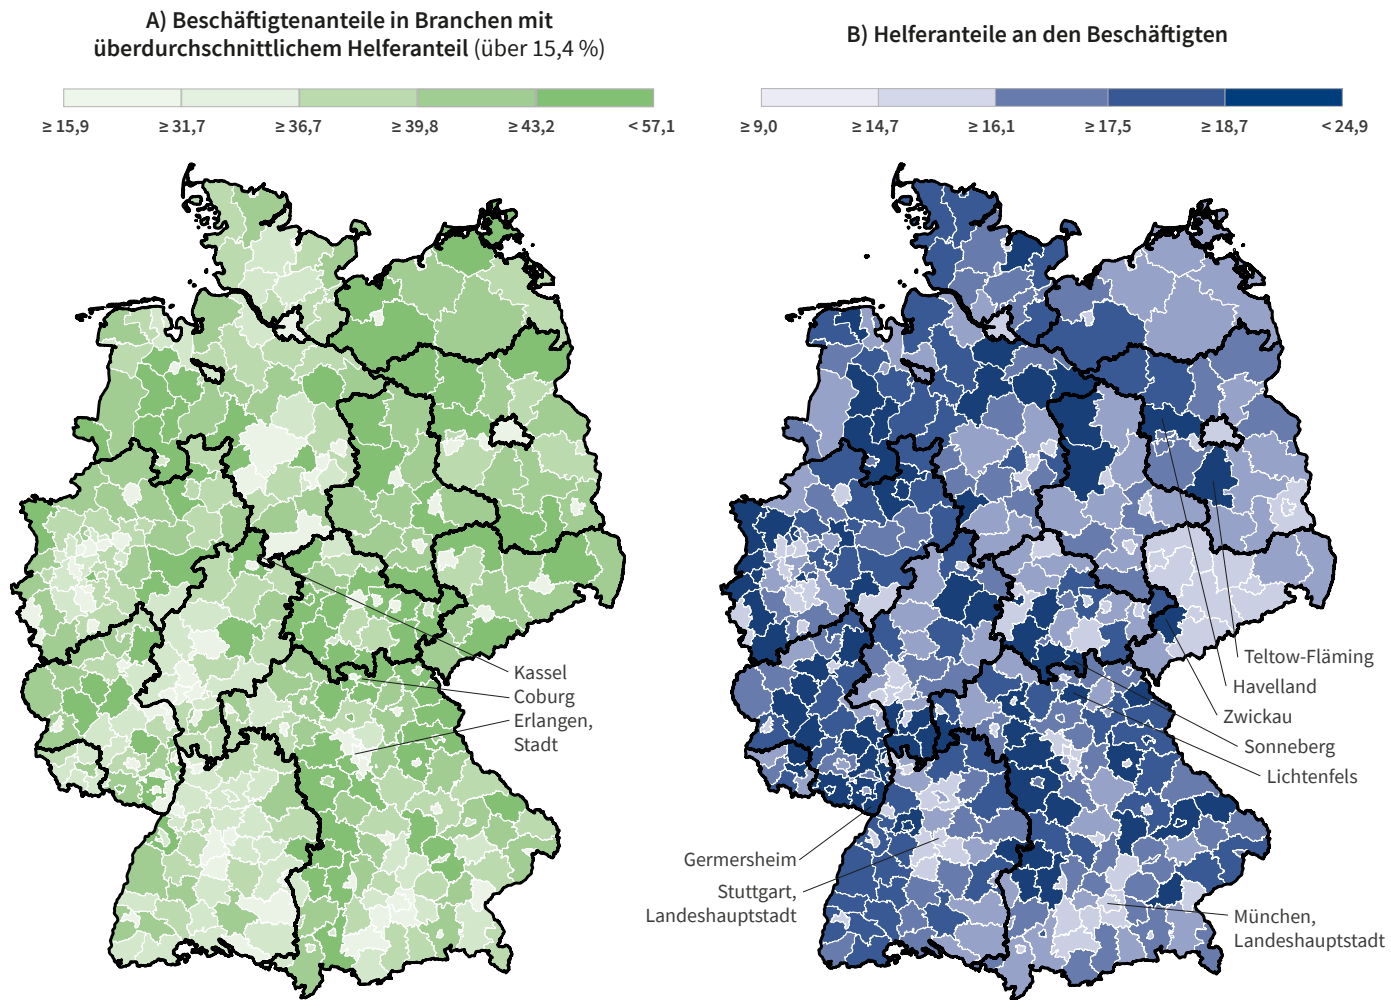 A) Beschäftigtenanteile in Branchen mit
überdurchschnittlichem Helferanteil (über 15,4 %)
≥ 15,9
≥ 31,7
≥ 36,7
≥ 39,8
≥ 43,2
< 57,1
Kassel
Coburg
Erlangen,
Stadt
B) Helferanteile an den Beschäftigten
≥ 9,0
≥ 14,7
≥ 16,1
≥ 17,5
≥ 18,7
< 24,9
Teltow-Fläming
Havelland
Zwickau
Sonneberg
Lichtenfels
Germersheim
Stuttgart,
Landeshauptstadt
München,
Landeshauptstadt